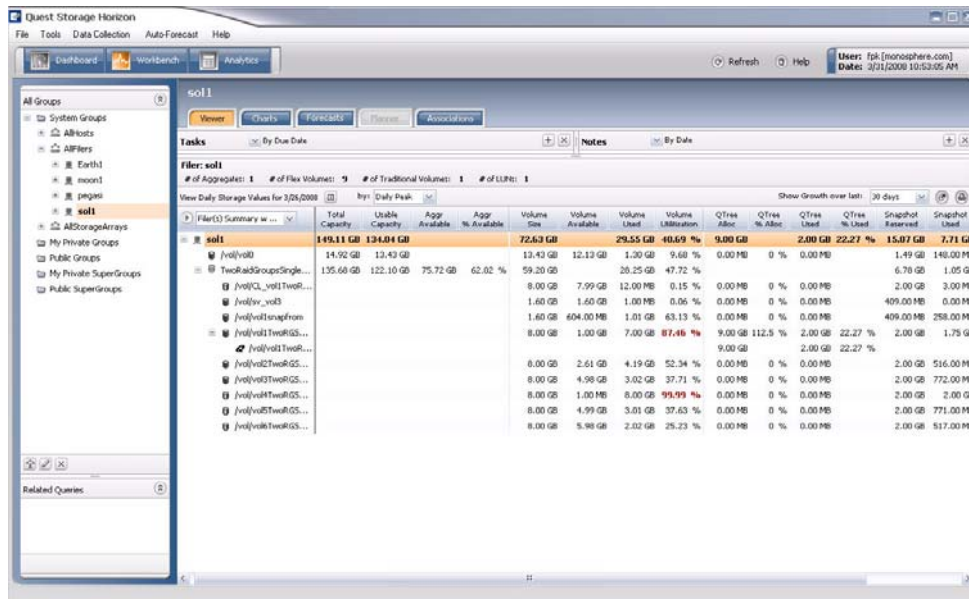 Quest Storage Horizon
File Tools Data Collection Auto-Forecast Help
Dashboard Workbench Analytics Refresh Help User: fpk [monosphere.com]
Date: 3/31/2008 10:53:05 AM
All Groups
System Groups
AllHosts
AllFilers
Earth1
moon1
pegasi
sol1
AllStorageArrays
My Private Groups
Public Groups
My Private SuperGroups
Public SuperGroups
Related Queries
sol1
Viewer Charts Forecasts Planner Associations
Tasks By Due Date Notes By Date
Filer: sol1
# of Aggregates: 1 # of Flex Volumes: 9 # of Traditional Volumes: 1 # of LUNs: 1
View Daily Storage Values for 3/26/2008 by: Daily Peak Show Growth over last: 30 days
Filer(s) Summary w ... Total Capacity Usable Capacity Aggr Available Aggr % Available Volume Size Volume Available Volume Used Volume Utilization QTree Alloc QTree % Alloc QTree Used QTree % Used Snapshot Reserved Snapshot Used
sol1 149.11 GB 134.04 GB 72.63 GB 29.55 GB 40.69 % 9.00 GB 2.00 GB 22.27 % 15.07 GB 7.71 G
/vol/vol0 14.92 GB 13.43 GB 13.43 GB 12.13 GB 1.30 GB 9.68 % 0.00 MB 0 % 0.00 MB 1.49 GB 148.00 M
TwoRaidGroupsSingle... 135.68 GB 122.10 GB 75.72 GB 62.02 % 59.20 GB 28.25 GB 47.72 % 6.78 GB 1.05 G
/vol/CL_vol1TwoR... 8.00 GB 7.99 GB 12.00 MB 0.15 % 0.00 MB 0 % 0.00 MB 2.00 GB 3.00 M
/vol/sv_vol3 1.60 GB 1.60 GB 1.00 MB 0.06 % 0.00 MB 0 % 0.00 MB 409.00 MB 0.00 M
/vol/vol1snapfrom 1.60 GB 604.00 MB 1.01 GB 63.13 % 0.00 MB 0 % 0.00 MB 409.00 MB 258.00 M
/vol/vol1TwoRGS... 8.00 GB 1.00 GB 7.00 GB 87.46 % 9.00 GB 112.5 % 2.00 GB 22.27 % 2.00 GB 1.75 G
/vol/vol1TwoR... 9.00 GB 2.00 GB 22.27 %
/vol/vol2TwoRGS... 8.00 GB 2.61 GB 4.19 GB 52.34 % 0.00 MB 0 % 0.00 MB 2.00 GB 516.00 M
/vol/vol3TwoRGS... 8.00 GB 4.98 GB 3.02 GB 37.71 % 0.00 MB 0 % 0.00 MB 2.00 GB 772.00 M
/vol/vol4TwoRGS... 8.00 GB 1.00 MB 8.00 GB 99.99 % 0.00 MB 0 % 0.00 MB 2.00 GB 2.00 G
/vol/vol5TwoRGS... 8.00 GB 4.99 GB 3.01 GB 37.63 % 0.00 MB 0 % 0.00 MB 2.00 GB 771.00 M
/vol/vol6TwoRGS... 8.00 GB 5.98 GB 2.02 GB 25.23 % 0.00 MB 0 % 0.00 MB 2.00 GB 517.00 M